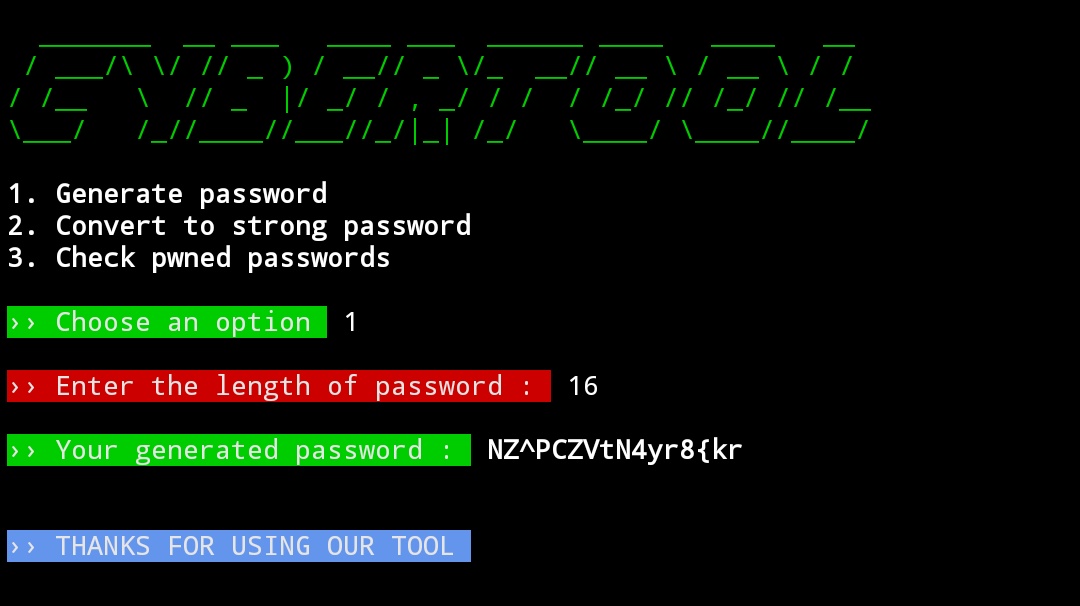 CYBERTOOL
1. Generate password
2. Convert to strong password
3. Check pwned passwords
›› Choose an option 1
›› Enter the length of password : 16
›› Your generated password : NZ^PCZVtN4yr8{kr
›› THANKS FOR USING OUR TOOL